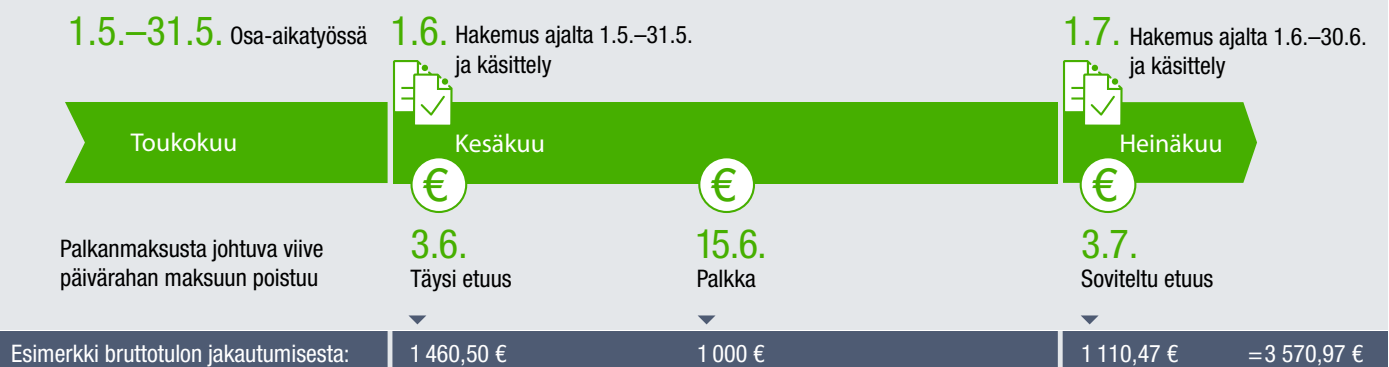 1.5.–31.5. Osa-aikatyössä
1.6. Hakemus ajalta 1.5.–31.5.
ja käsittely
1.7. Hakemus ajalta 1.6.–30.6.
ja käsittely
Toukokuu
Kesäkuu
Heinäkuu
€
€
€
Palkanmaksusta johtuva viive
päivärahan maksuun poistuu
3.6.
Täysi etuus
15.6.
Palkka
3.7.
Soviteltu etuus
Esimerkki bruttotulon jakautumisesta:
1 460,50 €
1 000 €
1 110,47 €
=3 570,97 €